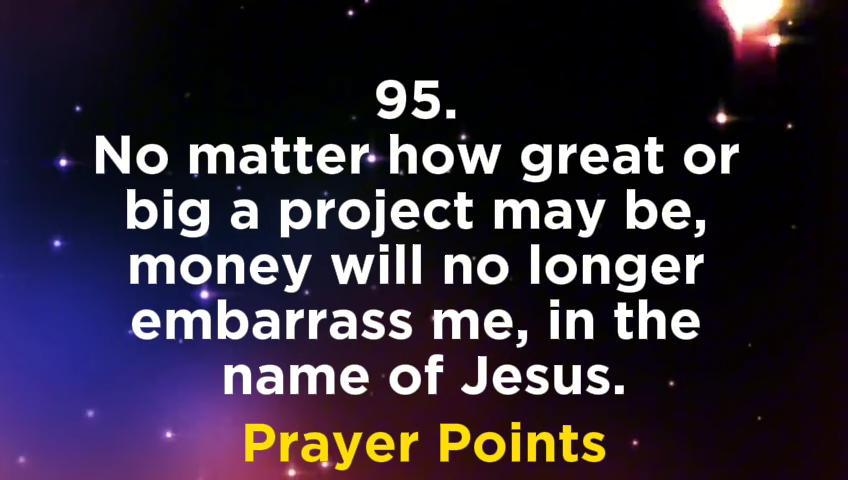 95.
No matter how great or
big a project may be,
money will no longer
embarrass me, in the
name of Jesus.
Prayer Points